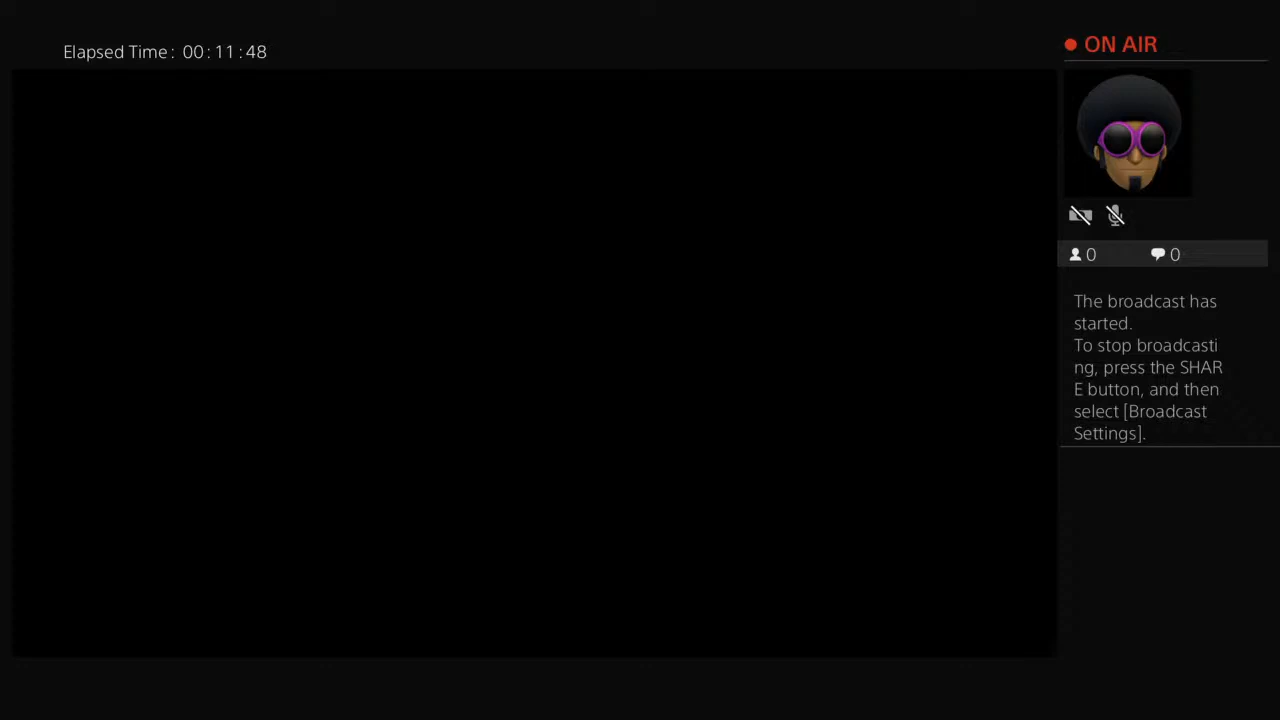 Elapsed Time: 00:11:48
ON AIR
0 0
The broadcast has
started.
To stop broadcasti
ng, press the SHAR
E button, and then
select [Broadcast
Settings].